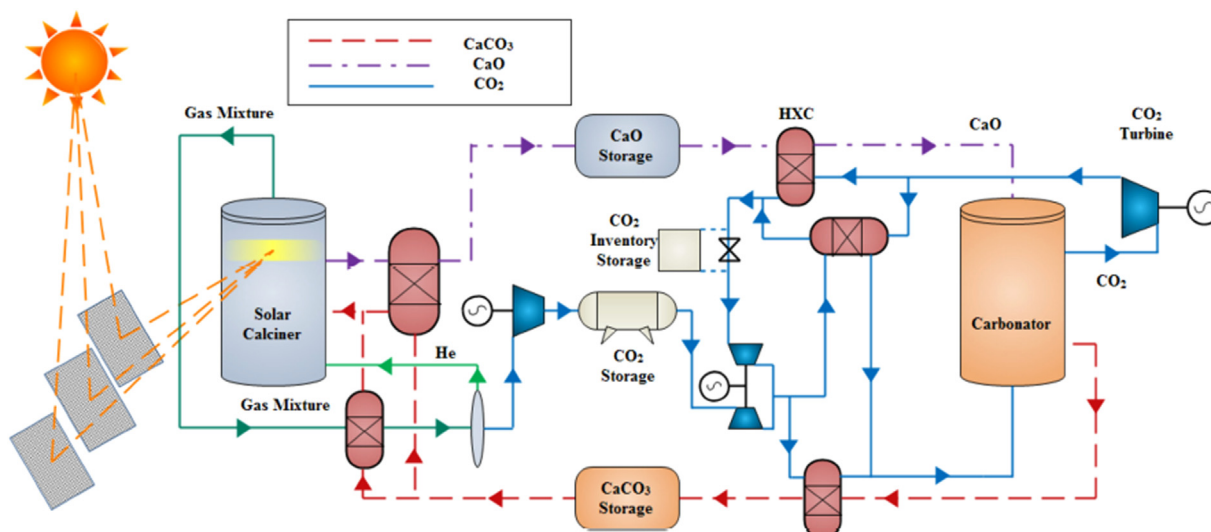 CaCO₃
CaO
CO₂
Gas Mixture
HXC
CaO
CO₂
Turbine
CaO
Storage
CO₂
Inventory
Storage
Solar
Calciner
He
CO₂
Storage
CO₂
Carbonator
Gas Mixture
CaCO₃
Storage